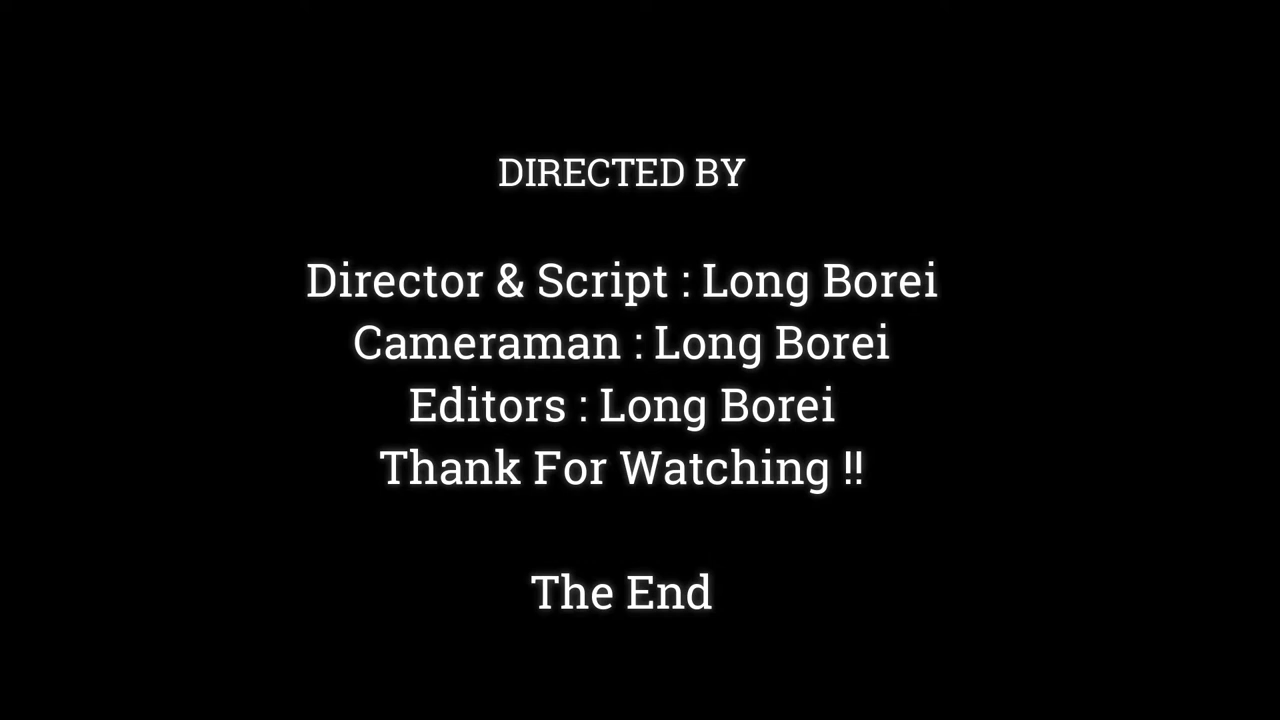 DIRECTED BY
Director & Script : Long Borei
Cameraman : Long Borei
Editors : Long Borei
Thank For Watching !!
The End